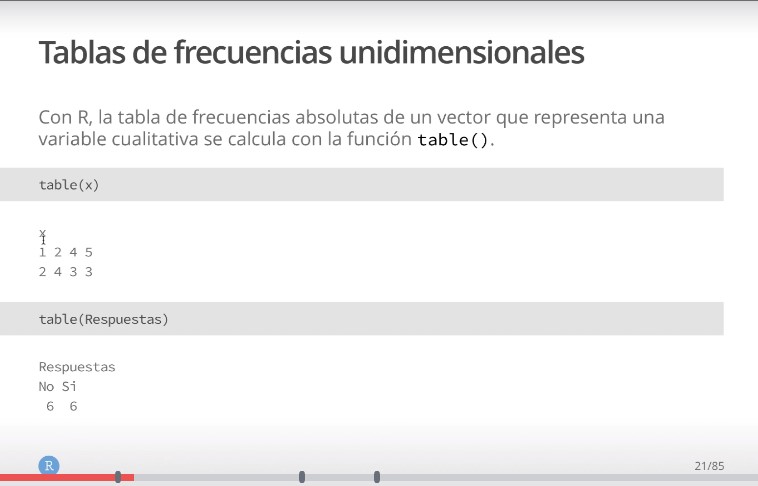 Tablas de frecuencias unidimensionales
Con R, la tabla de frecuencias absolutas de un vector que representa una
variable cualitativa se calcula con la función table().
table(x)
x
1 2 4 5
2 4 3 3
table(Respuestas)
Respuestas
No Si
6 6
R
21/85